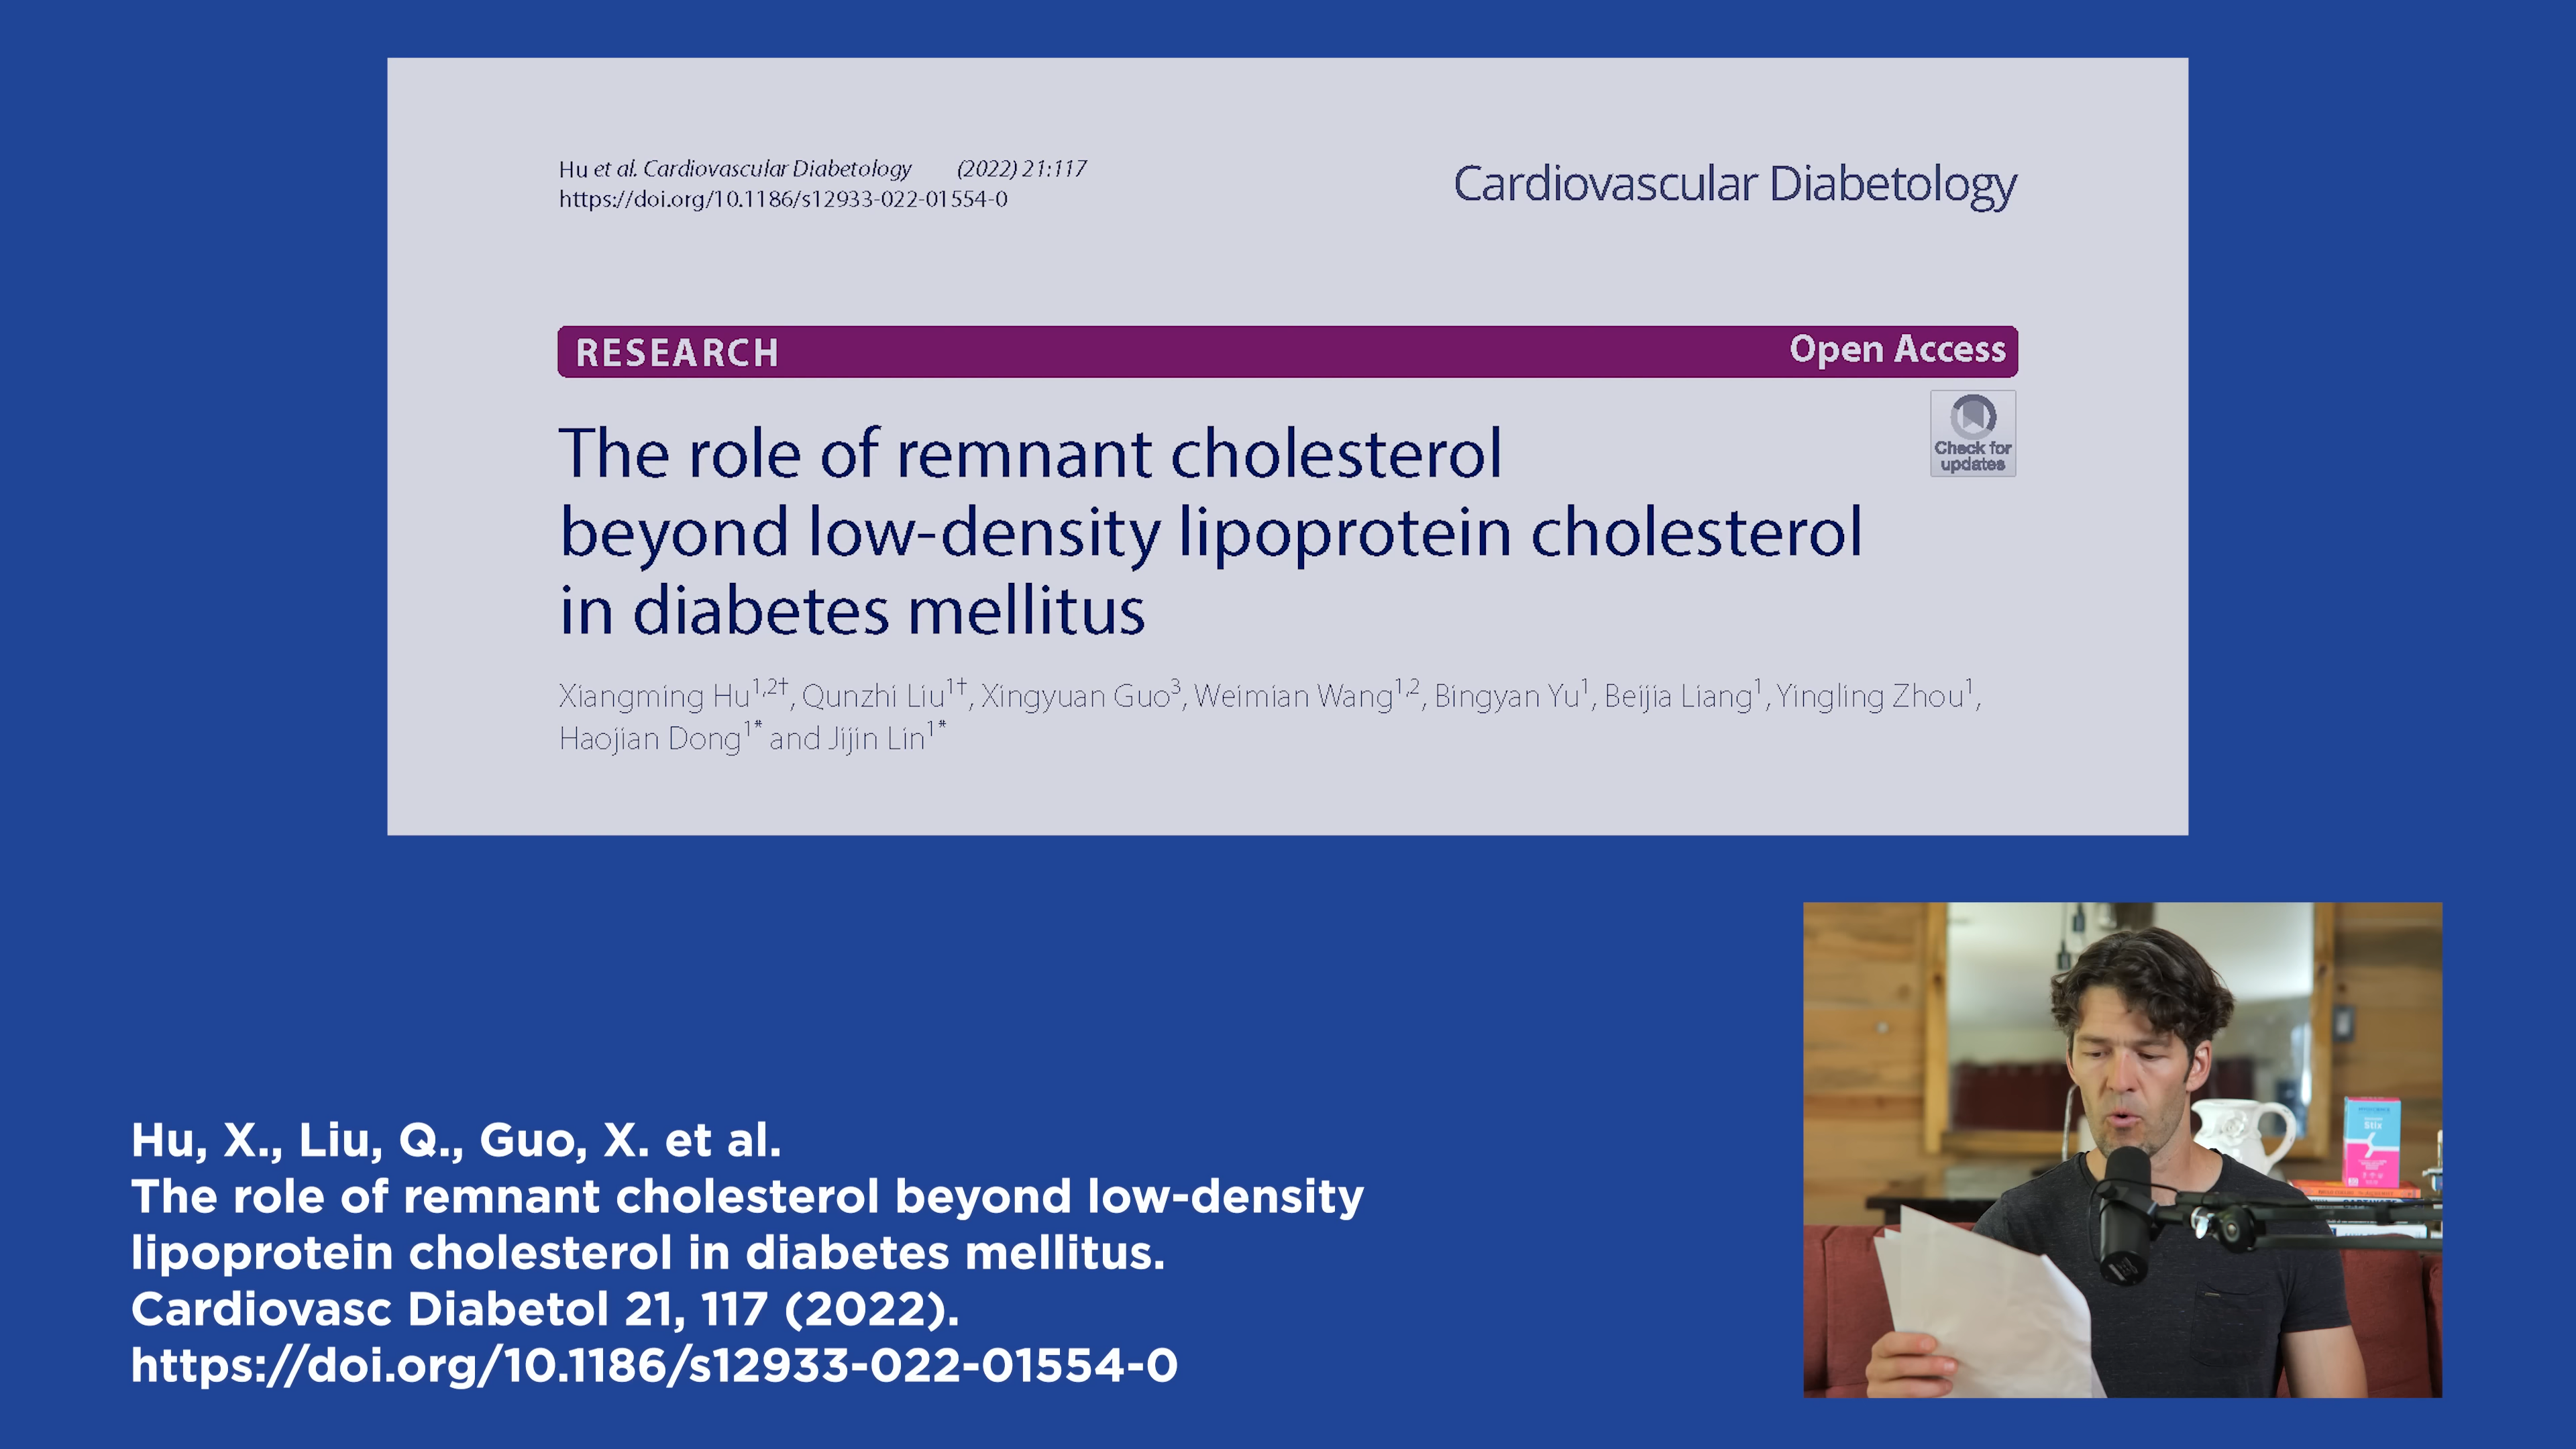 Hu et al. Cardiovascular Diabetology (2022) 21:117
https://doi.org/10.1186/s12933-022-01554-0
Cardiovascular Diabetology
RESEARCH
Open Access
Check for
updates
The role of remnant cholesterol
beyond low-density lipoprotein cholesterol
in diabetes mellitus
Xiangming Hu1,2†, Qunzhi Liu1†, Xingyuan Guo3, Weimian Wang1,2, Bingyan Yu1, Beijia Liang1, Yingling Zhou1,
Haojian Dong1* and Jijin Lin1*
Hu, X., Liu, Q., Guo, X. et al.
The role of remnant cholesterol beyond low-density
lipoprotein cholesterol in diabetes mellitus.
Cardiovasc Diabetol 21, 117 (2022).
https://doi.org/10.1186/s12933-022-01554-0
Stix